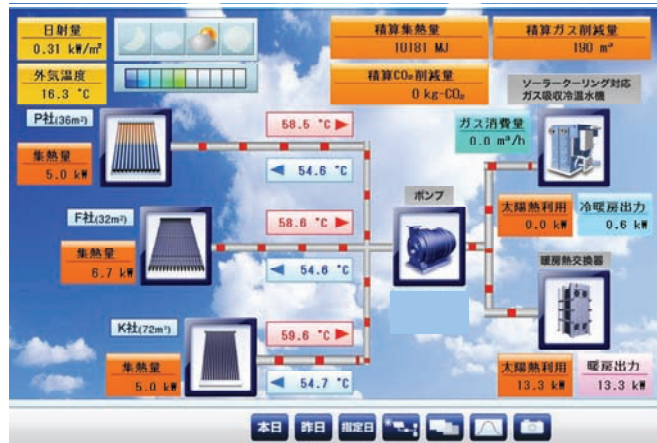 日射量
0.31 kW/m²
外気温度
16.3 °C
積算集熱量
10181 MJ
積算ガス削減量
190 m³
積算CO₂削減量
0 kg-CO₂
ソーラークーリング対応
ガス吸収冷温水機
P社(36m²)
集熱量
5.0 kW
58.5 °C
54.6 °C
ガス消費量
0.0 m³/h
太陽熱利用
0.0 kW
冷暖房出力
0.6 kW
F社(32m²)
集熱量
6.7 kW
58.6 °C
54.6 °C
ポンプ
暖房熱交換器
K社(72m²)
集熱量
5.0 kW
59.6 °C
54.7 °C
太陽熱利用
13.3 kW
暖房出力
13.3 kW
本日 昨日 指定日